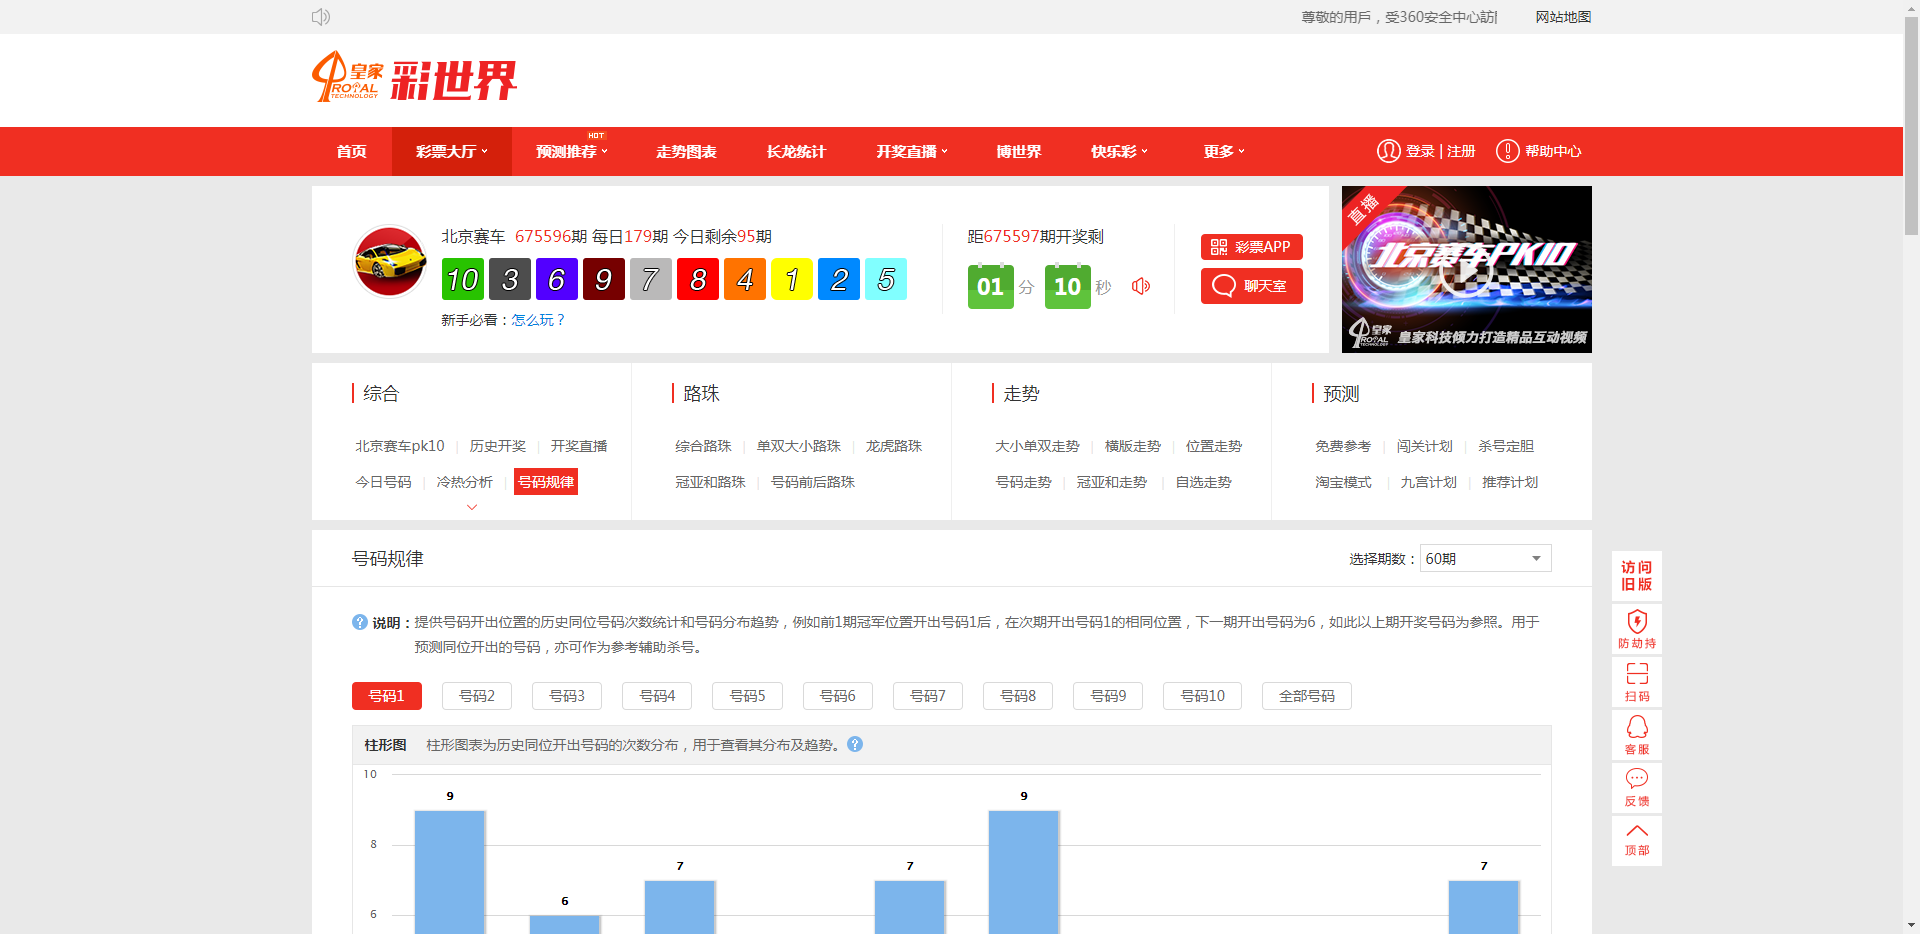 尊敬的用戶，受360安全中心訪
网站地图
皇家
ROYAL
TECHNOLOGY
彩世界
首页
彩票大厅
预测推荐
HOT
走势图表
长龙统计
开奖直播
博世界
快乐彩
更多
登录 | 注册
帮助中心
北京赛车 675596期 每日179期 今日剩余95期
10 3 6 9 7 8 4 1 2 5
新手必看：怎么玩？
距675597期开奖剩
01 分 10 秒
彩票APP
聊天室
直播
北京赛车PK10
皇家
ROYAL
TECHNOLOGY
皇家科技倾力打造精品互动视频
综合
北京赛车pk10 | 历史开奖 | 开奖直播
今日号码 | 冷热分析 | 号码规律
路珠
综合路珠 | 单双大小路珠 | 龙虎路珠
冠亚和路珠 | 号码前后路珠
走势
大小单双走势 | 横版走势 | 位置走势
号码走势 | 冠亚和走势 | 自选走势
预测
免费参考 | 闯关计划 | 杀号定胆
淘宝模式 | 九宫计划 | 推荐计划
号码规律
选择期数：60期
说明：提供号码开出位置的历史同位号码次数统计和号码分布趋势，例如前1期冠军位置开出号码1后，在次期开出号码1的相同位置，下一期开出号码为6，如此以上期开奖号码为参照。用于
预测同位开出的号码，亦可作为参考辅助杀号。
号码1 号码2 号码3 号码4 号码5 号码6 号码7 号码8 号码9 号码10 全部号码
柱形图 柱形图表为历史同位开出号码的次数分布，用于查看其分布及趋势。
10
8
6
9
6
7
7
9
7
访问
旧版
防劫持
扫码
客服
反馈
顶部